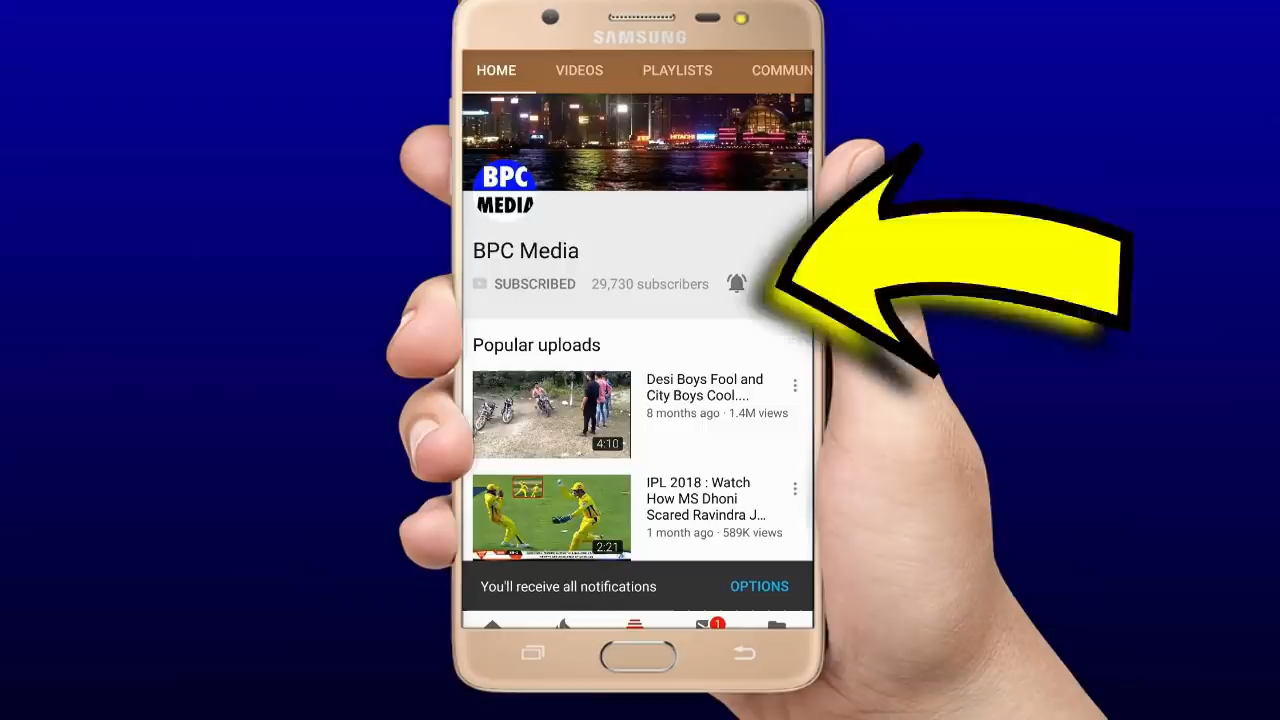 SAMSUNG
HOME VIDEOS PLAYLISTS COMMUN
HITACHI
BPC
MEDIA
BPC Media
SUBSCRIBED 29,730 subscribers
Popular uploads
Desi Boys Fool and
City Boys Cool....
8 months ago · 1.4M views
4:10
IPL 2018 : Watch
How MS Dhoni
Scared Ravindra J...
1 month ago · 589K views
2:21
You'll receive all notifications OPTIONS
1